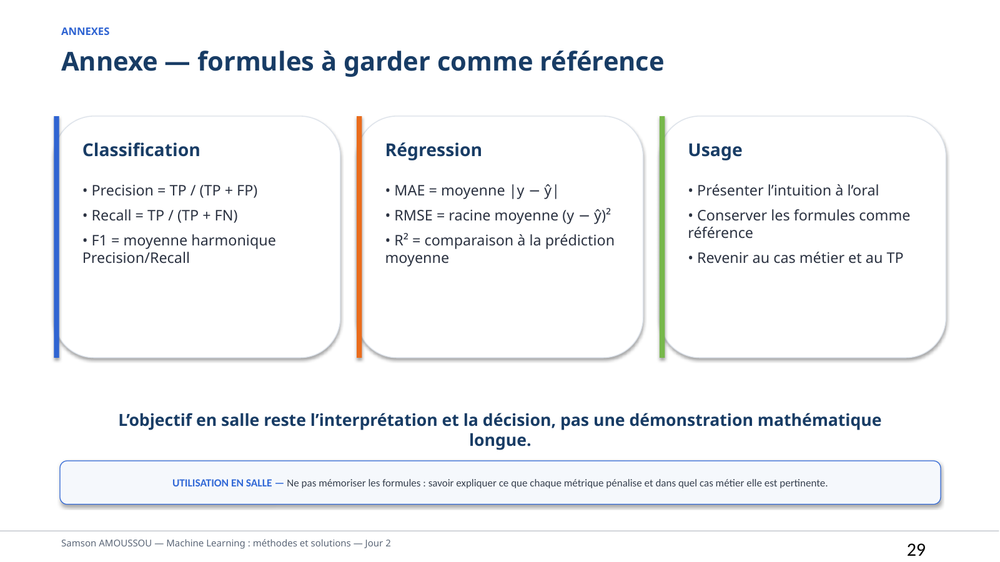 ANNEXES
Annexe — formules à garder comme référence
Classification
• Precision = TP / (TP + FP)
• Recall = TP / (TP + FN)
• F1 = moyenne harmonique
Precision/Recall
Régression
• MAE = moyenne |y − ŷ|
• RMSE = racine moyenne (y − ŷ)²
• R² = comparaison à la prédiction
moyenne
Usage
• Présenter l’intuition à l’oral
• Conserver les formules comme
référence
• Revenir au cas métier et au TP
L’objectif en salle reste l’interprétation et la décision, pas une démonstration mathématique
longue.
UTILISATION EN SALLE — Ne pas mémoriser les formules : savoir expliquer ce que chaque métrique pénalise et dans quel cas métier elle est pertinente.
Samson AMOUSSOU — Machine Learning : méthodes et solutions — Jour 2
29